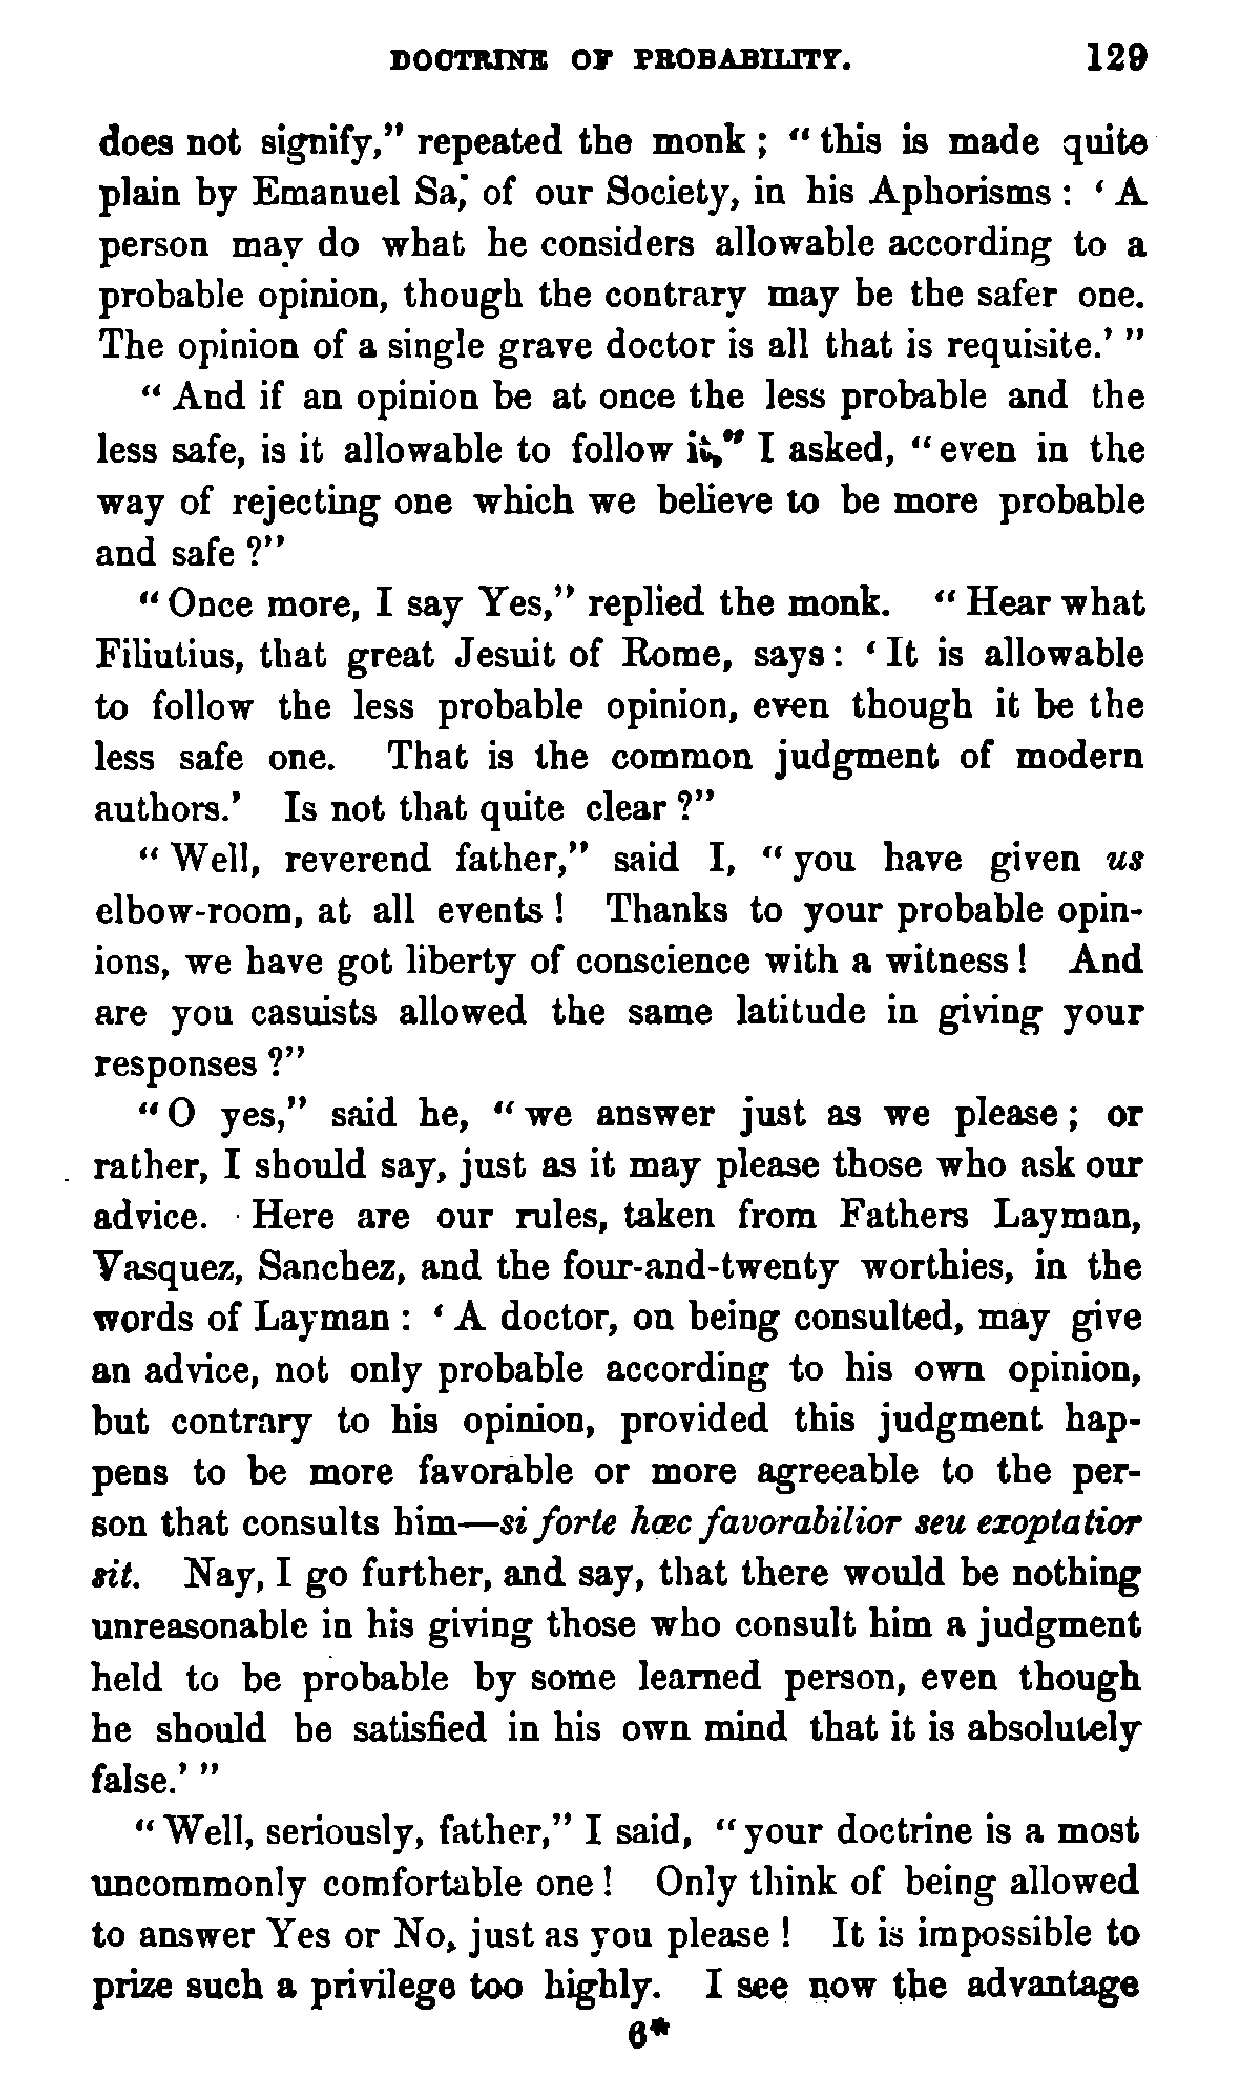 DOCTRINE OF PROBABILITY. 129
does not signify,” repeated the monk ; “ this is made quite
plain by Emanuel Sa, of our Society, in his Aphorisms : ‘ A
person may do what he considers allowable according to a
probable opinion, though the contrary may be the safer one.
The opinion of a single grave doctor is all that is requisite.’ ”
“ And if an opinion be at once the less probable and the
less safe, is it allowable to follow it,” I asked, “ even in the
way of rejecting one which we believe to be more probable
and safe ?”
“ Once more, I say Yes,” replied the monk. “ Hear what
Filiutius, that great Jesuit of Rome, says : ‘ It is allowable
to follow the less probable opinion, even though it be the
less safe one. That is the common judgment of modern
authors.’ Is not that quite clear ?”
“ Well, reverend father,” said I, “ you have given us
elbow-room, at all events ! Thanks to your probable opin-
ions, we have got liberty of conscience with a witness ! And
are you casuists allowed the same latitude in giving your
responses ?”
“ O yes,” said he, “ we answer just as we please ; or
rather, I should say, just as it may please those who ask our
advice. Here are our rules, taken from Fathers Layman,
Vasquez, Sanchez, and the four-and-twenty worthies, in the
words of Layman : ‘ A doctor, on being consulted, may give
an advice, not only probable according to his own opinion,
but contrary to his opinion, provided this judgment hap-
pens to be more favorable or more agreeable to the per-
son that consults him—si forte hæc favorabilior seu exoptatior
sit. Nay, I go further, and say, that there would be nothing
unreasonable in his giving those who consult him a judgment
held to be probable by some learned person, even though
he should be satisfied in his own mind that it is absolutely
false.’ ”
“ Well, seriously, father,” I said, “ your doctrine is a most
uncommonly comfortable one ! Only think of being allowed
to answer Yes or No, just as you please ! It is impossible to
prize such a privilege too highly. I see now the advantage
6*